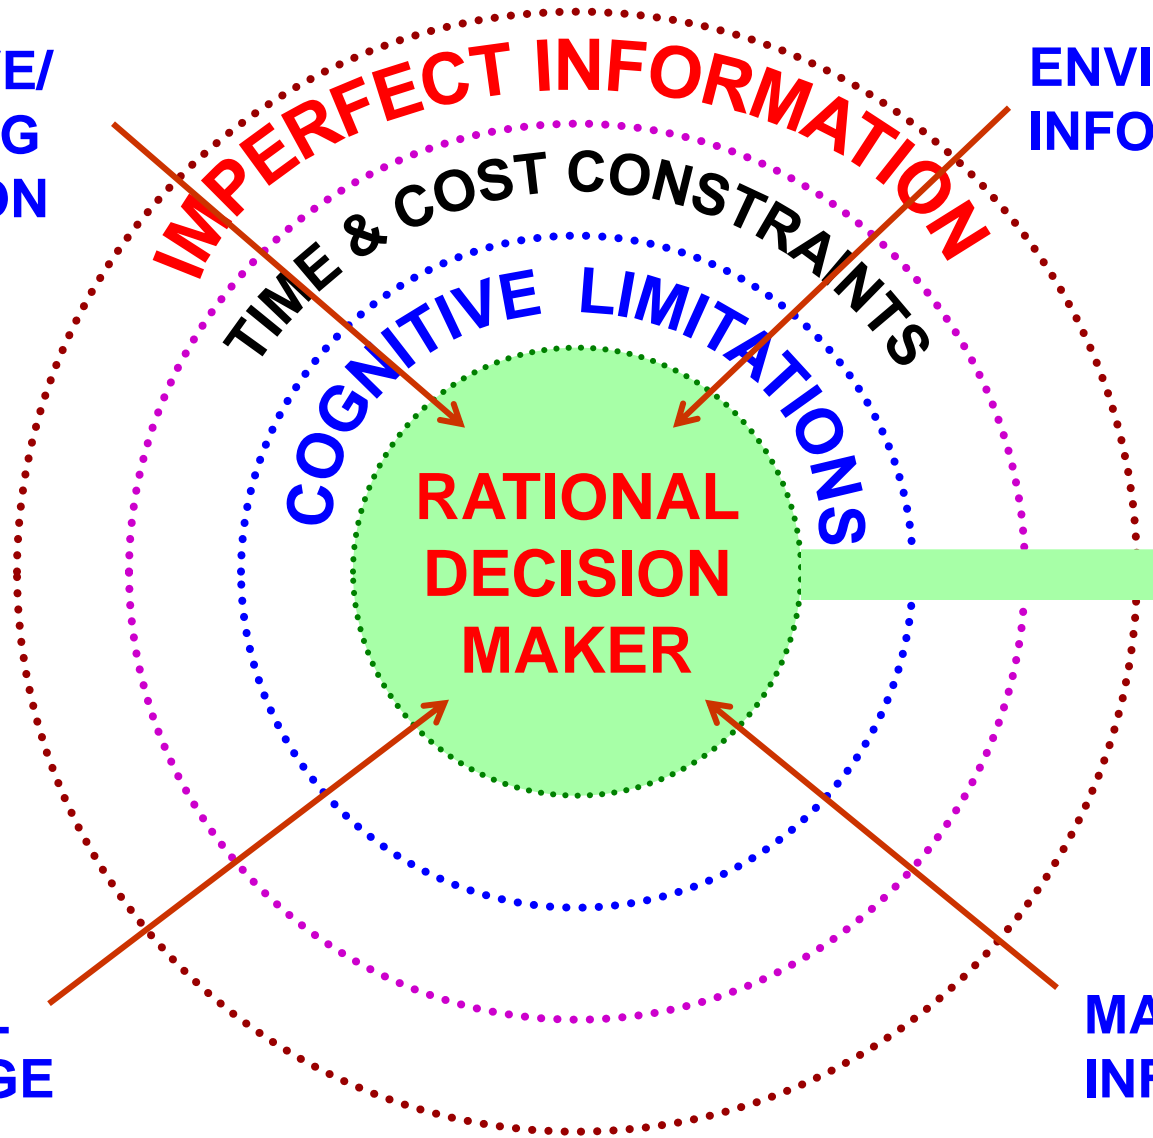 E/
G
ON
ENVI
INFO
IMPERFECT INFORMATION
TIME & COST CONSTRAINTS
COGNITIVE LIMITATIONS
RATIONAL
DECISION
MAKER
GE
MA
INF